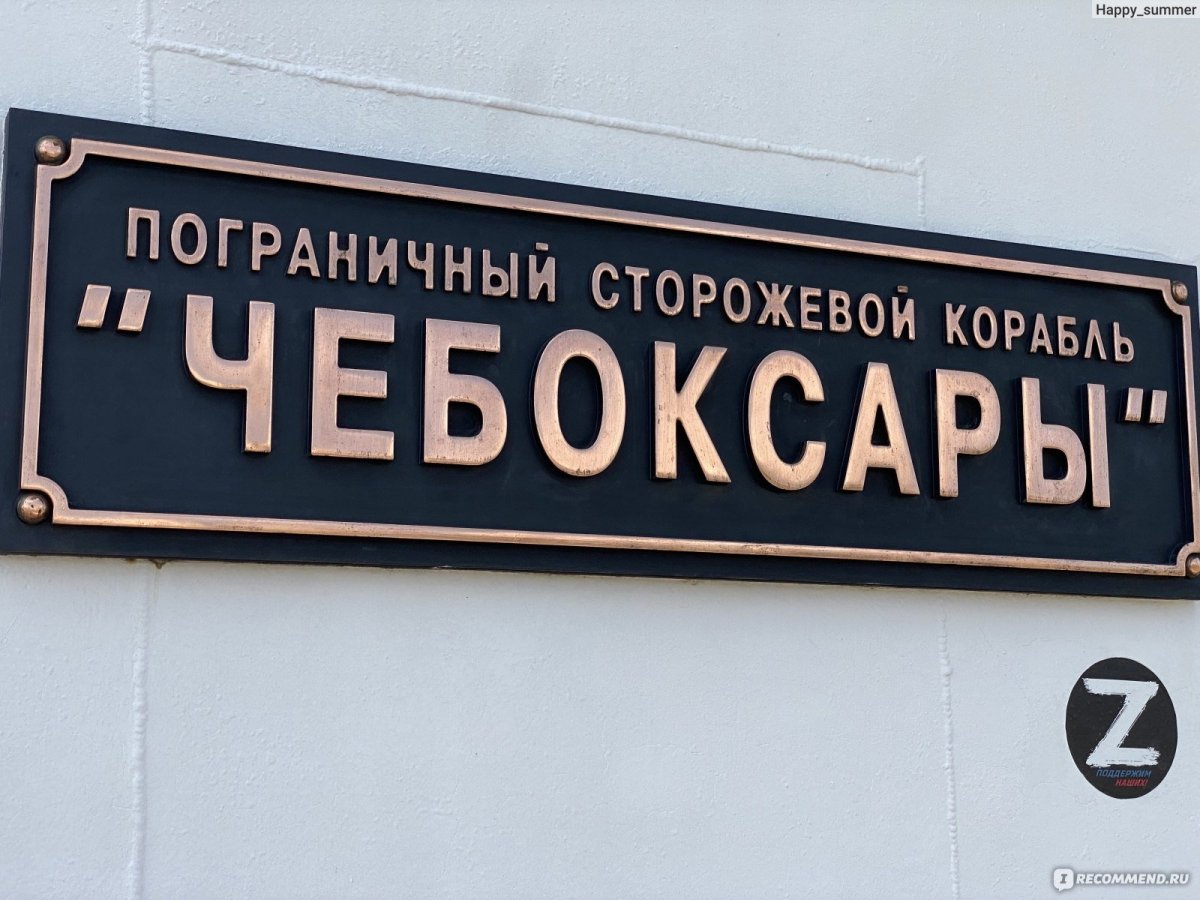 Happy_summer
ПОГРАНИЧНЫЙ СТОРОЖЕВОЙ КОРАБЛЬ
"ЧЕБОКСАРЫ"
Z
ПОДДЕРЖИМ
НАШИХ!
I RECOMMEND.RU